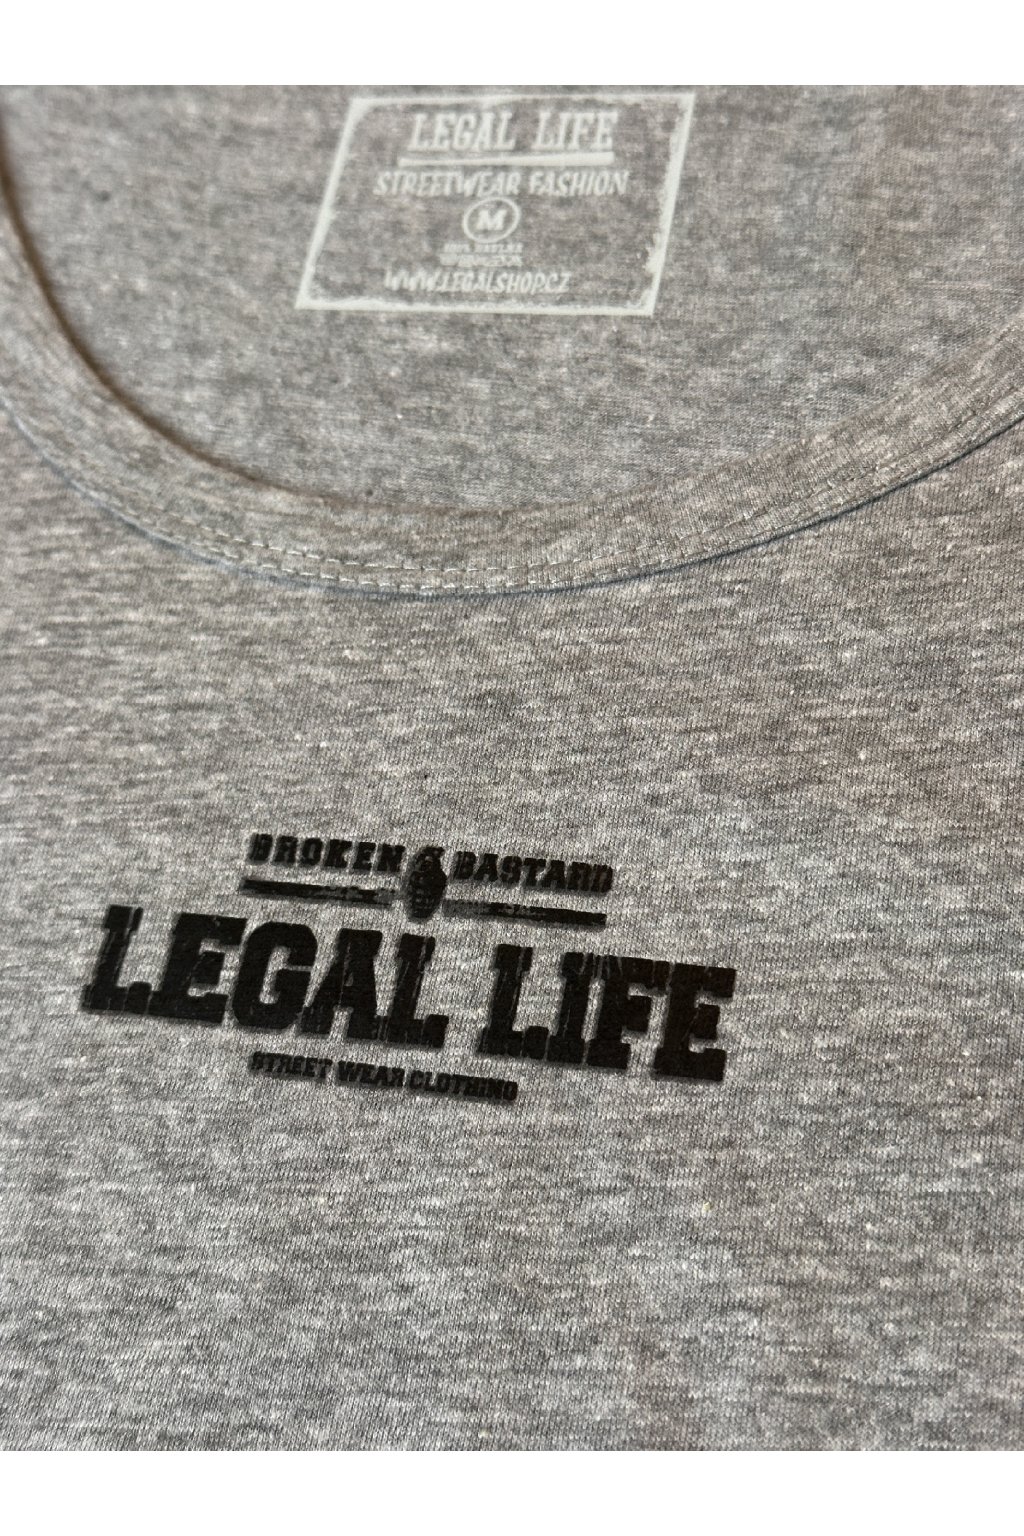 LEGAL LIFE
STREETWEAR FASHION
M
WWW.LEGALSHOP.CZ
BROKEN BASTARD
LEGAL LIFE
STREET WEAR CLOTHING